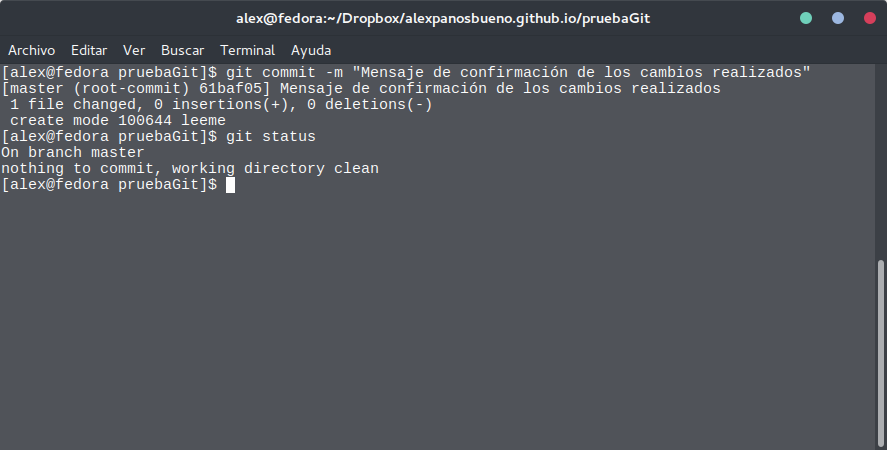 alex@fedora:~/Dropbox/alexpanosbueno.github.io/pruebaGit
Archivo Editar Ver Buscar Terminal Ayuda
[alex@fedora pruebaGit]$ git commit -m "Mensaje de confirmación de los cambios realizados"
[master (root-commit) 61baf05] Mensaje de confirmación de los cambios realizados
 1 file changed, 0 insertions(+), 0 deletions(-)
 create mode 100644 leeme
[alex@fedora pruebaGit]$ git status
On branch master
nothing to commit, working directory clean
[alex@fedora pruebaGit]$